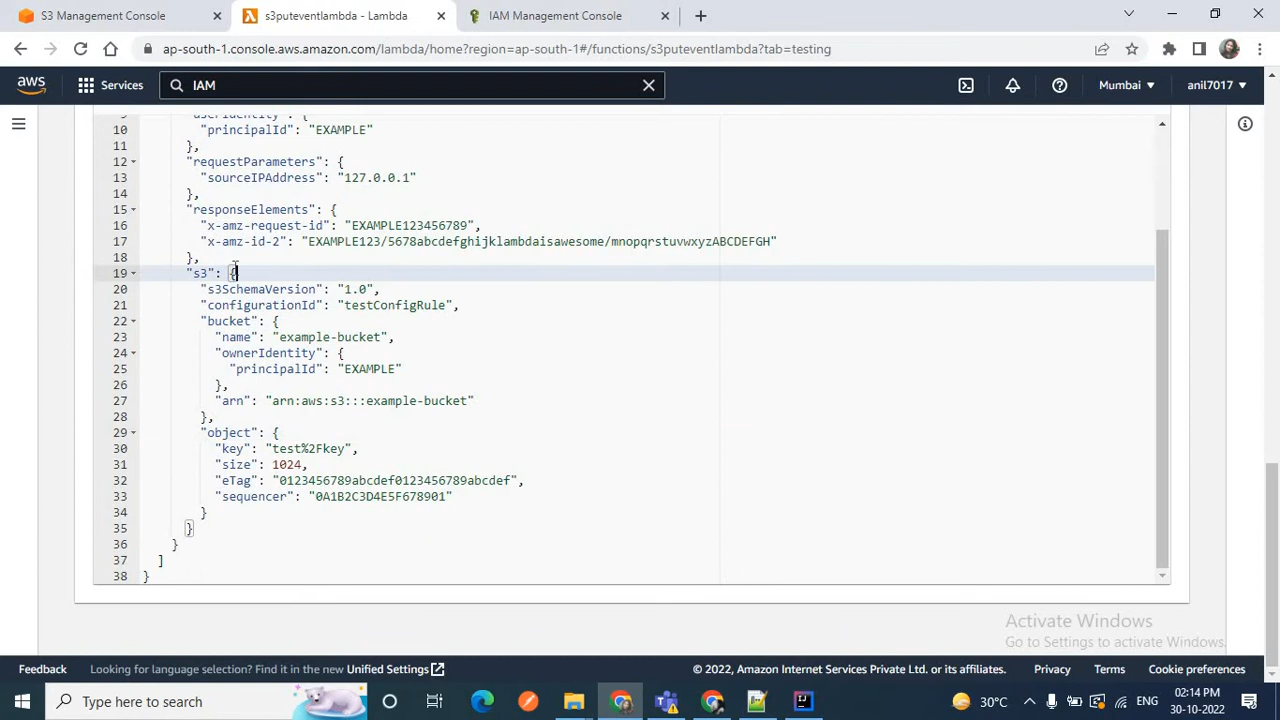 S3 Management Console
s3puteventlambda - Lambda
IAM Management Console
ap-south-1.console.aws.amazon.com/lambda/home?region=ap-south-1#/functions/s3puteventlambda?tab=testing
aws
Services
IAM
Mumbai
anil7017
9 "userIdentity": {
10 "principalId": "EXAMPLE"
11 },
12 "requestParameters": {
13 "sourceIPAddress": "127.0.0.1"
14 },
15 "responseElements": {
16 "x-amz-request-id": "EXAMPLE123456789",
17 "x-amz-id-2": "EXAMPLE123/5678abcdefghijklambdaisawesome/mnopqrstuvwxyzABCDEFGH"
18 },
19 "s3": {
20 "s3SchemaVersion": "1.0",
21 "configurationId": "testConfigRule",
22 "bucket": {
23 "name": "example-bucket",
24 "ownerIdentity": {
25 "principalId": "EXAMPLE"
26 },
27 "arn": "arn:aws:s3:::example-bucket"
28 },
29 "object": {
30 "key": "test%2Fkey",
31 "size": 1024,
32 "eTag": "0123456789abcdef0123456789abcdef",
33 "sequencer": "0A1B2C3D4E5F678901"
34 }
35 }
36 }
37 ]
38 }
Activate Windows
Go to Settings to activate Windows.
Feedback
Looking for language selection? Find it in the new Unified Settings
© 2022, Amazon Internet Services Private Ltd. or its affiliates.
Privacy
Terms
Cookie preferences
Type here to search
30°C
ENG
02:14 PM
30-10-2022